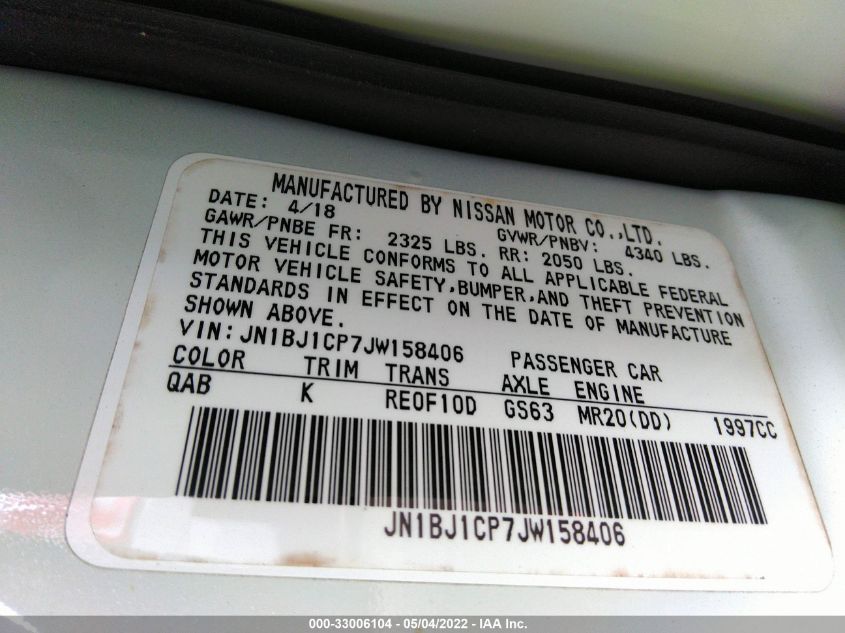 MANUFACTURED BY NISSAN MOTOR CO.,LTD.
DATE: 4/18 GVWR/PNBV: 4340 LBS.
GAWR/PNBE FR: 2325 LBS. RR: 2050 LBS.
THIS VEHICLE CONFORMS TO ALL APPLICABLE FEDERAL
MOTOR VEHICLE SAFETY,BUMPER,AND THEFT PREVENTION
STANDARDS IN EFFECT ON THE DATE OF MANUFACTURE
SHOWN ABOVE.
VIN: JN1BJ1CP7JW158406 PASSENGER CAR
COLOR TRIM TRANS AXLE ENGINE
QAB K RE0F10D GS63 MR20(DD) 1997CC
JN1BJ1CP7JW158406
000-33006104 - 05/04/2022 - IAA Inc.